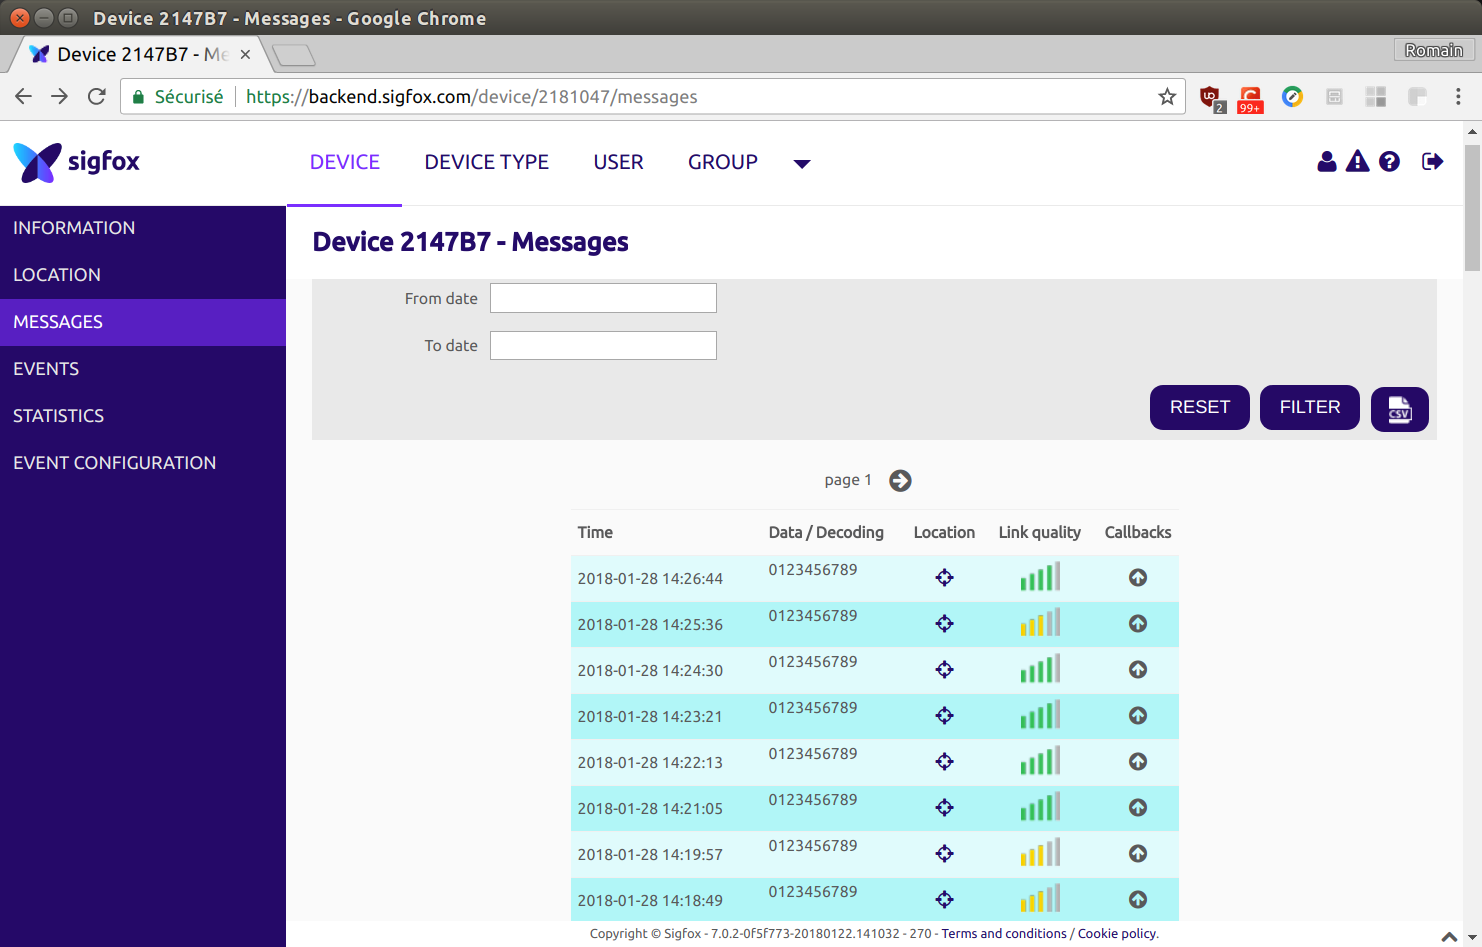 Device 2147B7 - Messages - Google Chrome
Device 2147B7 - Me
Romain
Sécurisé
https://backend.sigfox.com/device/2181047/messages
2
99+
sigfox
DEVICE
DEVICE TYPE
USER
GROUP
INFORMATION
LOCATION
MESSAGES
EVENTS
STATISTICS
EVENT CONFIGURATION
Device 2147B7 - Messages
From date
To date
RESET
FILTER
CSV
page 1
Time Data / Decoding Location Link quality Callbacks
2018-01-28 14:26:44 0123456789
2018-01-28 14:25:36 0123456789
2018-01-28 14:24:30 0123456789
2018-01-28 14:23:21 0123456789
2018-01-28 14:22:13 0123456789
2018-01-28 14:21:05 0123456789
2018-01-28 14:19:57 0123456789
2018-01-28 14:18:49 0123456789
Copyright © Sigfox - 7.0.2-0f5f773-20180122.141032 - 270 - Terms and conditions / Cookie policy.